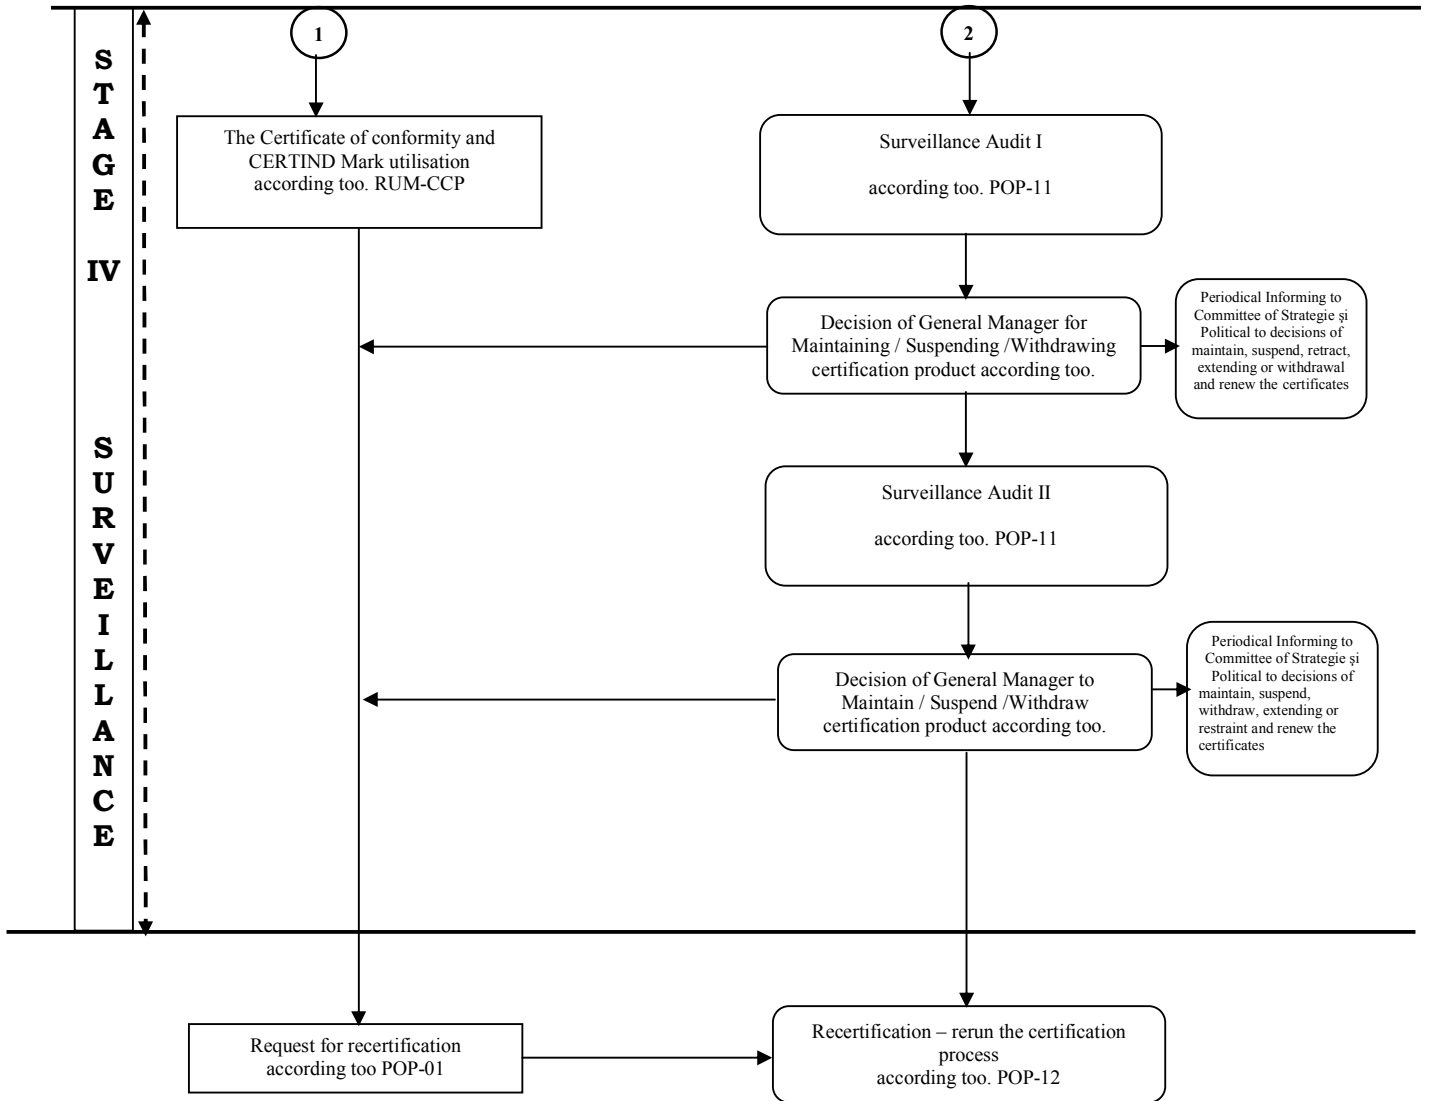 S
T
A
G
E
IV
S
U
R
V
E
I
L
L
A
N
C
E
1
2
The Certificate of conformity and
CERTIND Mark utilisation
according too. RUM-CCP
Surveillance Audit I
according too. POP-11
Decision of General Manager for
Maintaining / Suspending /Withdrawing
certification product according too.
Periodical Informing to
Committee of Strategie şi
Political to decisions of
maintain, suspend, retract,
extending or withdrawal
and renew the certificates
Surveillance Audit II
according too. POP-11
Decision of General Manager to
Maintain / Suspend /Withdraw
certification product according too.
Periodical Informing to
Committee of Strategie şi
Political to decisions of
maintain, suspend,
withdraw, extending or
restraint and renew the
certificates
Request for recertification
according too POP-01
Recertification – rerun the certification
process
according too. POP-12